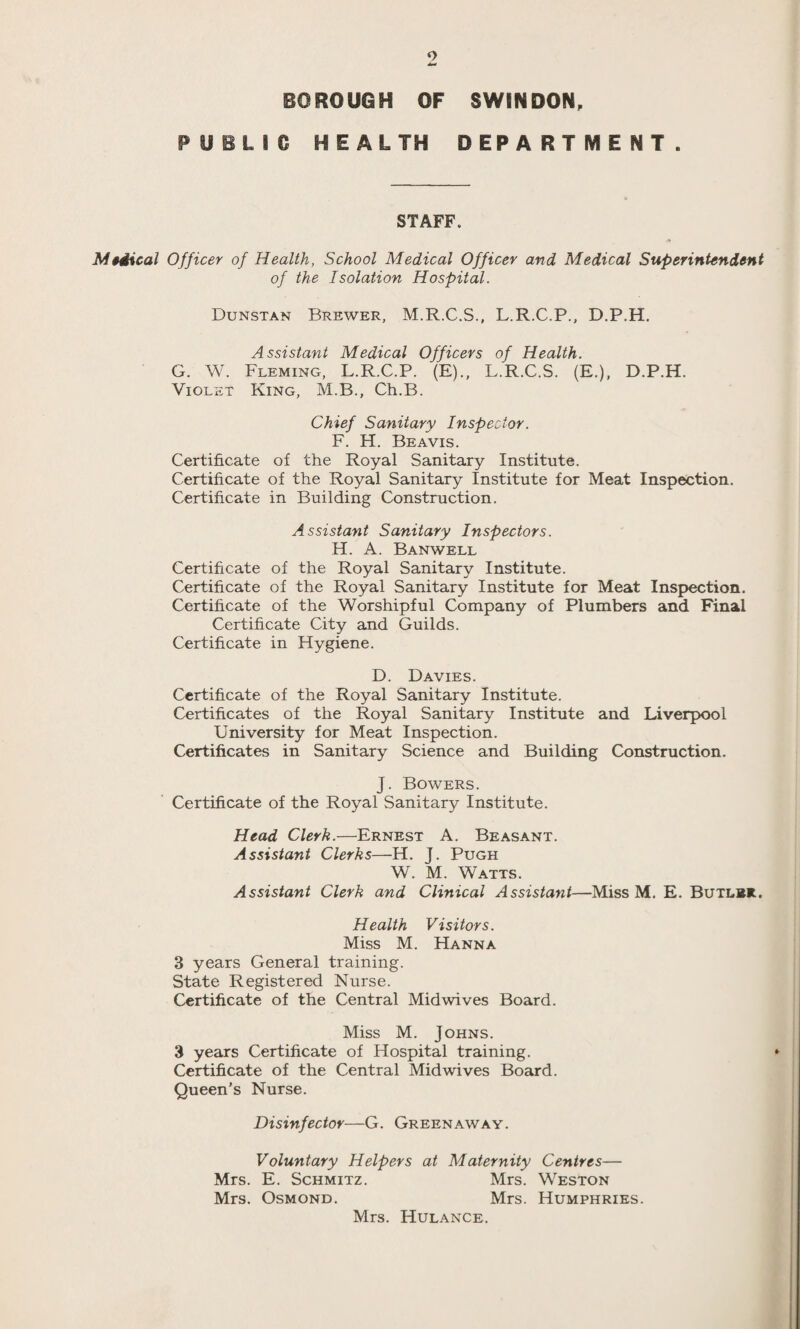 2
BOROUGH OF SWINDON,
PUBLIC HEALTH DEPARTMENT.
STAFF.
Medical Officer of Health, School Medical Officer and Medical Superintendent
of the Isolation Hospital.
Dunstan Brewer, M.R.C.S., L.R.C.P., D.P.H.
Assistant Medical Officers of Health.
G. W. Fleming, L.R.C.P. (E)., L.R.C.S. (E.), D.P.H.
Violet King, M.B., Ch.B.
Chief Sanitary Inspector.
F. H. Beavis.
Certificate of the Royal Sanitary Institute.
Certificate of the Royal Sanitary Institute for Meat Inspection.
Certificate in Building Construction.
Assistant Sanitary Inspectors.
H. A. Banwell
Certificate of the Royal Sanitary Institute.
Certificate of the Royal Sanitary Institute for Meat Inspection.
Certificate of the Worshipful Company of Plumbers and Final
Certificate City and Guilds.
Certificate in Hygiene.
D. Davies.
Certificate of the Royal Sanitary Institute.
Certificates of the Royal Sanitary Institute and Liverpool
University for Meat Inspection.
Certificates in Sanitary Science and Building Construction.
J. Bowers.
Certificate of the Royal Sanitary Institute.
Head Clerk.—Ernest A. Beasant.
Assistant Clerks—H. J. Pugh
W. M. Watts.
Assistant Clerk and Clinical Assistant—Miss M. E. Butler.
Health Visitors.
Miss M. Hanna
3 years General training.
State Registered Nurse.
Certificate of the Central Midwives Board.
Miss M. Johns.
3 years Certificate of Hospital training.
Certificate of the Central Midwives Board.
Queen's Nurse.
Disinfector—G. Greenaway.
Voluntary Helpers at Maternity Centres—
Mrs. E. Schmitz. Mrs. Weston
Mrs. Osmond. Mrs. Humphries.
Mrs. Hulance.